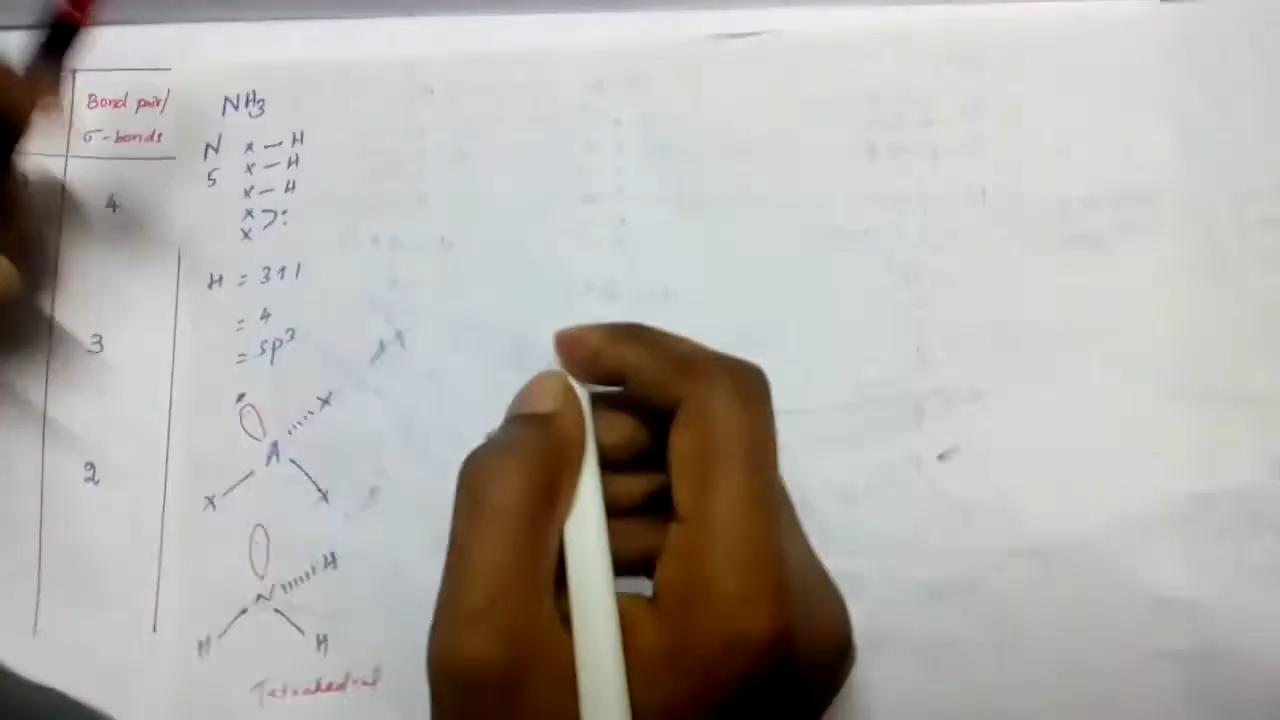 Bond pair/
σ-bonds
4
3
2
NH3
N x - H
5 x - H
x - H
x > :
x
H = 3+1
= 4
= sp3
x
A
x
x
N
H
H
H
Tetrahedral